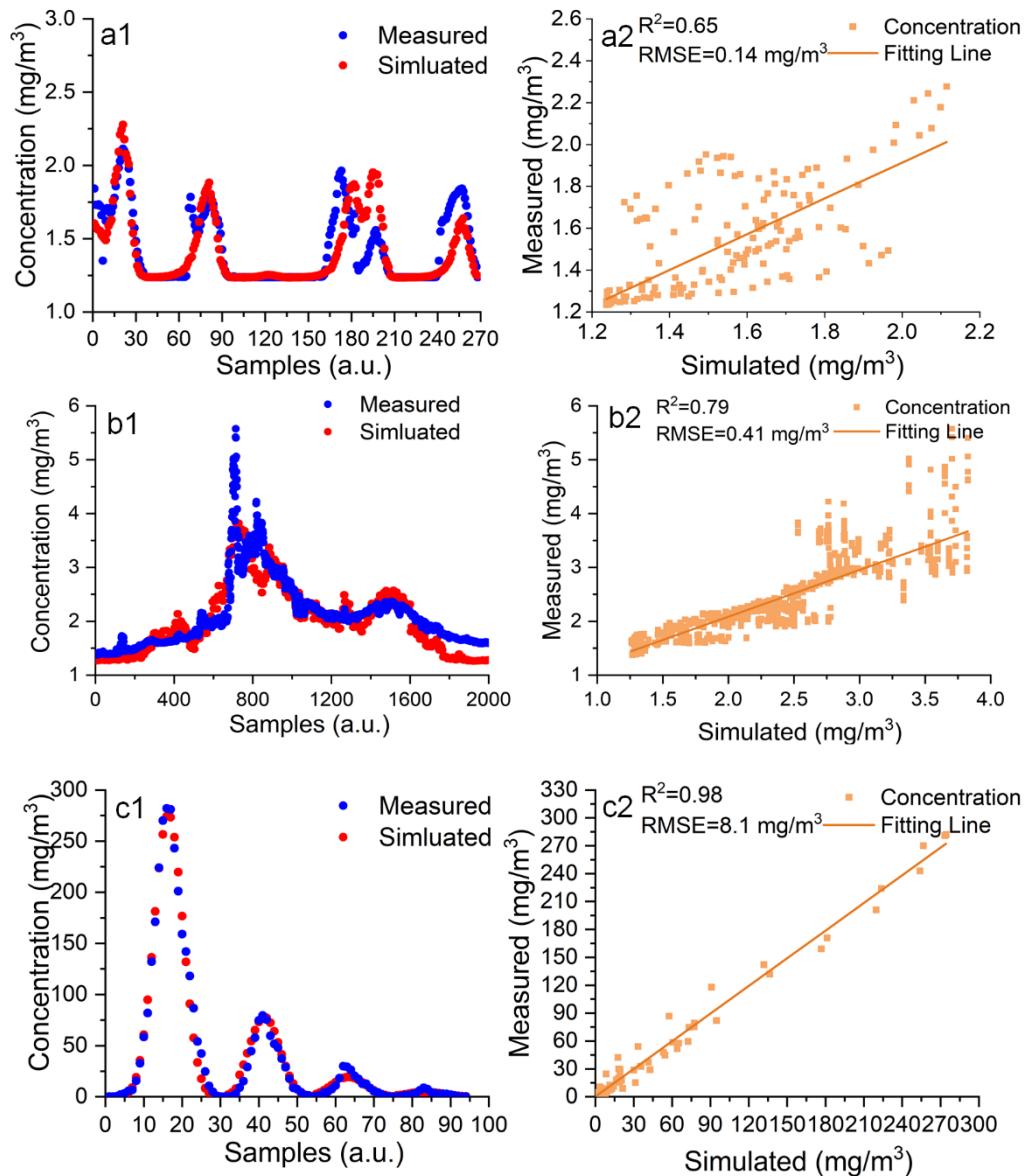 a1
Measured
Simluated
Concentration (mg/m³)
3.0
2.5
2.0
1.5
1.0
0 30 60 90 120 150 180 210 240 270
Samples (a.u.)
a2
R²=0.65
RMSE=0.14 mg/m³
Concentration
Fitting Line
Measured (mg/m³)
2.6
2.4
2.2
2.0
1.8
1.6
1.4
1.2
1.2 1.4 1.6 1.8 2.0 2.2
Simulated (mg/m³)
b1
Measured
Simluated
Concentration (mg/m³)
6
5
4
3
2
1
0 400 800 1200 1600 2000
Samples (a.u.)
b2
R²=0.79
RMSE=0.41 mg/m³
Concentration
Fitting Line
Measured (mg/m³)
6
5
4
3
2
1
1.0 1.5 2.0 2.5 3.0 3.5 4.0
Simulated (mg/m³)
c1
Measured
Simluated
Concentration (mg/m³)
300
250
200
150
100
50
0
0 10 20 30 40 50 60 70 80 90 100
Samples (a.u.)
c2
R²=0.98
RMSE=8.1 mg/m³
Concentration
Fitting Line
Measured (mg/m³)
330
300
270
240
210
180
150
120
90
60
30
0
0 30 60 90 120 150 180 210 240 270 300
Simulated (mg/m³)